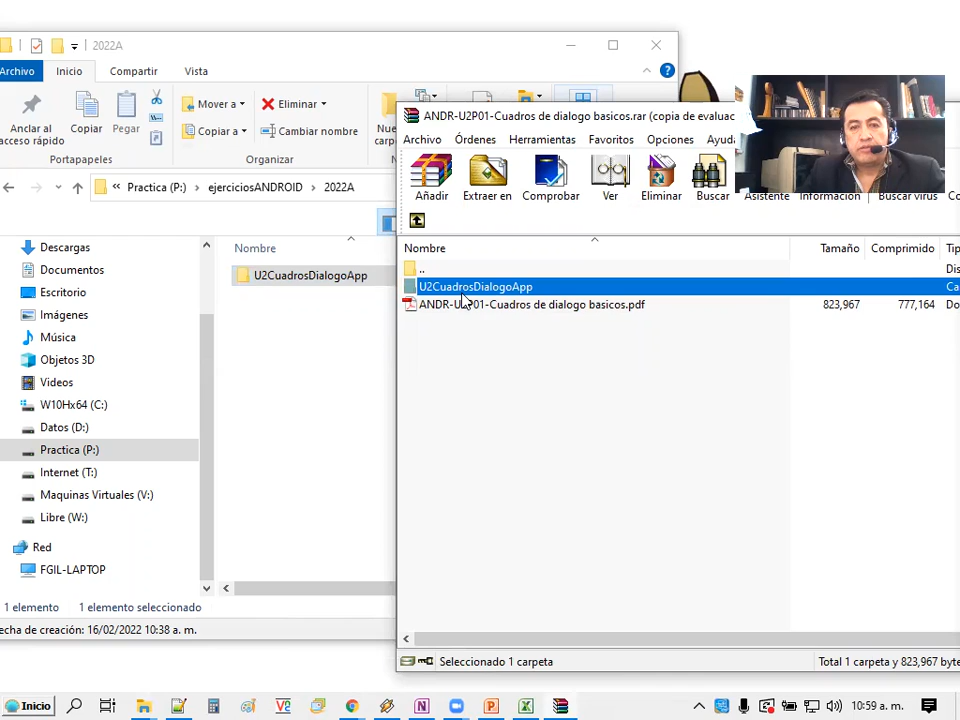 2022A
Archivo Inicio Compartir Vista
Anclar al acceso rápido
Copiar
Pegar
Mover a
Copiar a
Eliminar
Cambiar nombre
Portapapeles
Organizar
Practica (P:) ejerciciosANDROID 2022A
Descargas
Documentos
Escritorio
Imágenes
Música
Objetos 3D
Videos
W10Hx64 (C:)
Datos (D:)
Practica (P:)
Internet (T:)
Maquinas Virtuales (V:)
Libre (W:)
Red
FGIL-LAPTOP
Nombre
U2CuadrosDialogoApp
1 elemento 1 elemento seleccionado
echa de creación: 16/02/2022 10:38 a. m.
ANDR-U2P01-Cuadros de dialogo basicos.rar (copia de evaluac
Archivo Órdenes Herramientas Favoritos Opciones Ayuda
Añadir Extraer en Comprobar Ver Eliminar Buscar Asistente Información Buscar virus
Nombre Tamaño Comprimido
..
U2CuadrosDialogoApp
ANDR-U2P01-Cuadros de dialogo basicos.pdf 823,967 777,164
Seleccionado 1 carpeta Total 1 carpeta y 823,967 byte
Inicio
10:59 a. m.